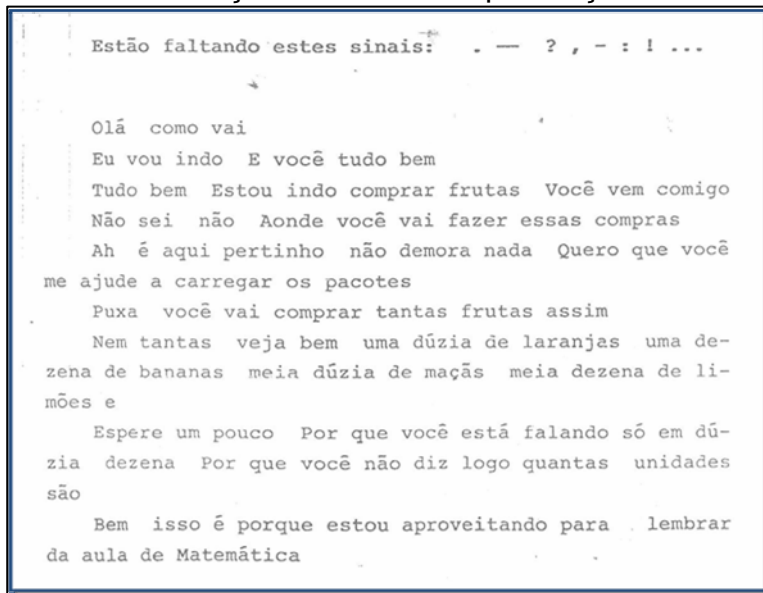 Estão faltando estes sinais: . — ? , - : ! ...
Olá como vai
Eu vou indo E você tudo bem
Tudo bem Estou indo comprar frutas Você vem comigo
Não sei não Aonde você vai fazer essas compras
Ah é aqui pertinho não demora nada Quero que você
me ajude a carregar os pacotes
Puxa você vai comprar tantas frutas assim
Nem tantas veja bem uma dúzia de laranjas uma de-
zena de bananas meia dúzia de maçãs meia dezena de li-
mões e
Espere um pouco Por que você está falando só em dú-
zia dezena Por que você não diz logo quantas unidades
são
Bem isso é porque estou aproveitando para lembrar
da aula de Matemática